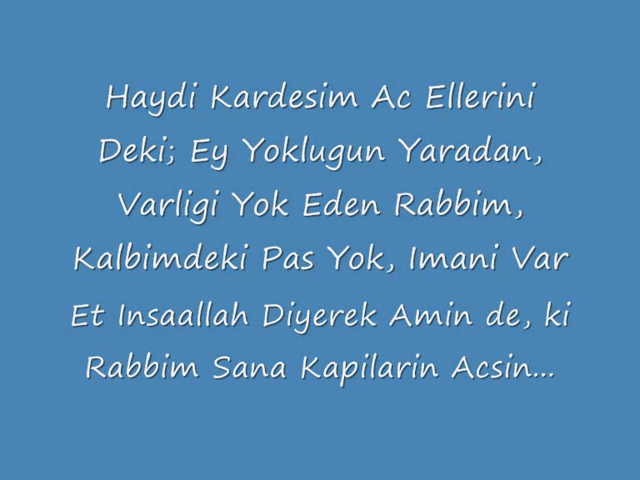 Haydi Kardesim Ac Ellerini
Deki; Ey Yoklugun Yaradan,
Varligi Yok Eden Rabbim,
Kalbimdeki Pas Yok, Imani Var
Et Insaallah Diyerek Amin de, ki
Rabbim Sana Kapilarin Acsin...